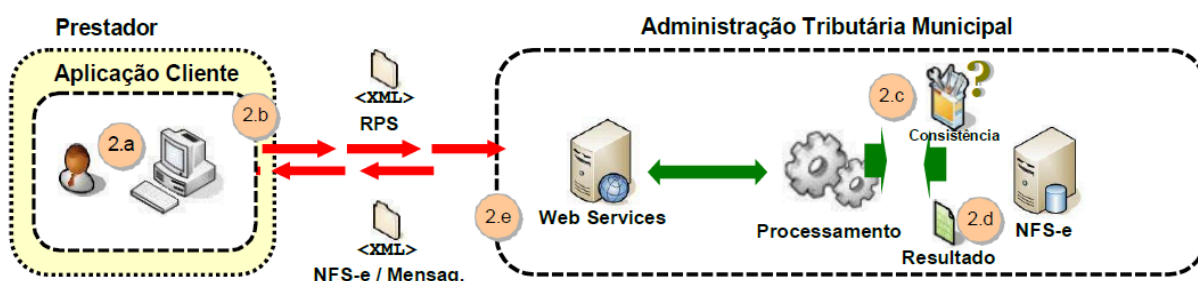 Prestador
Administração Tributária Municipal
Aplicação Cliente
2.a
2.b
<XML>
RPS
<XML>
NFS-e / Mensag.
2.e
Web Services
Processamento
2.c
?
Consistência
2.d
Resultado
NFS-e